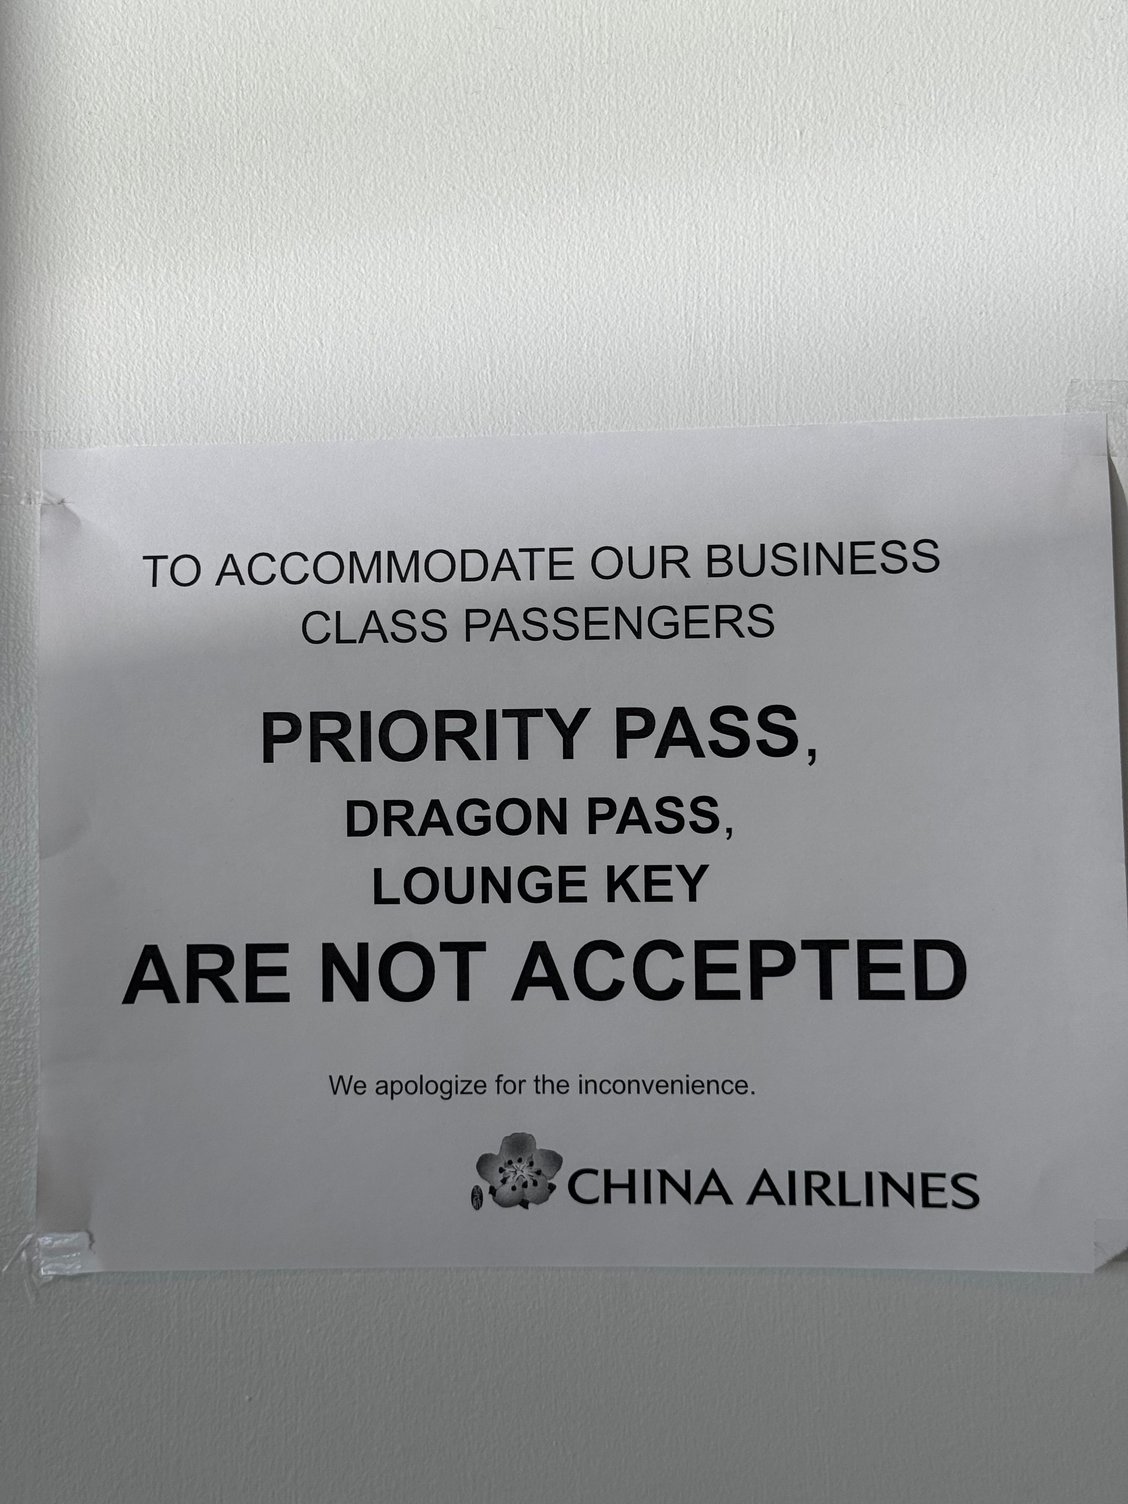 TO ACCOMMODATE OUR BUSINESS
CLASS PASSENGERS
PRIORITY PASS,
DRAGON PASS,
LOUNGE KEY
ARE NOT ACCEPTED
We apologize for the inconvenience.
CHINA AIRLINES